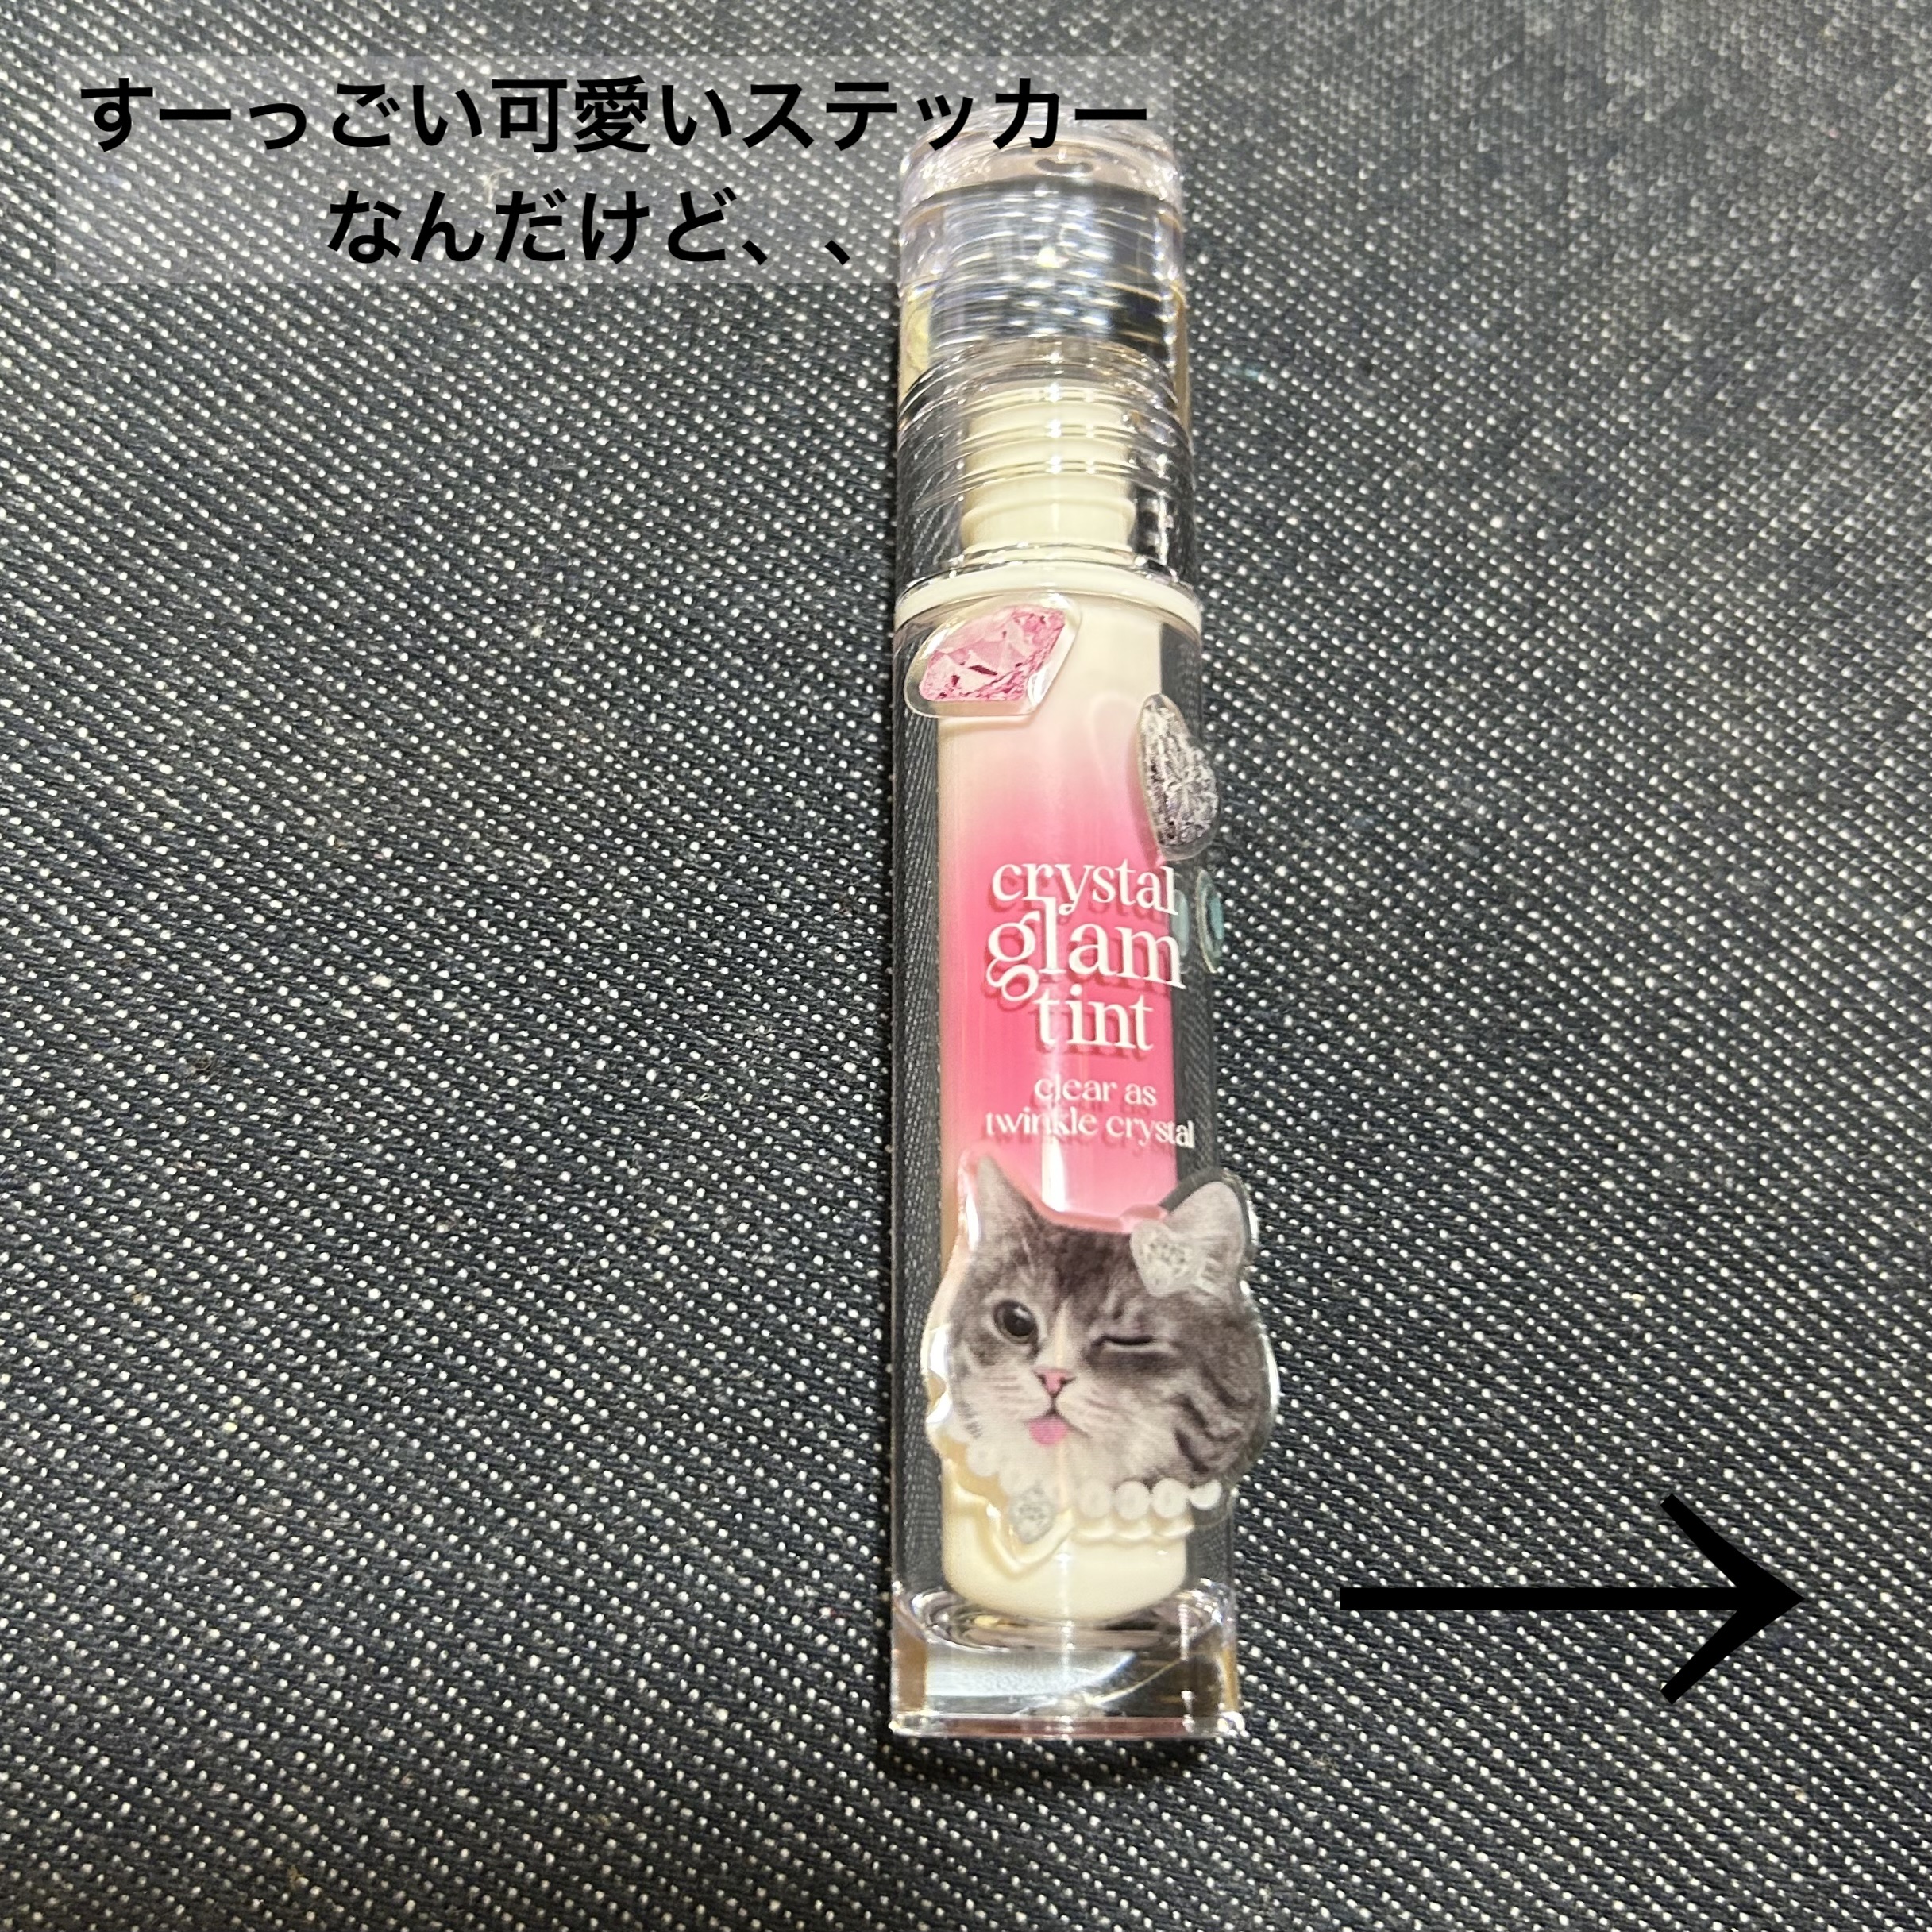 すーっごい可愛いステッカー
なんだけど、、
crystal
glam
tint
clear as
twinkle crystal